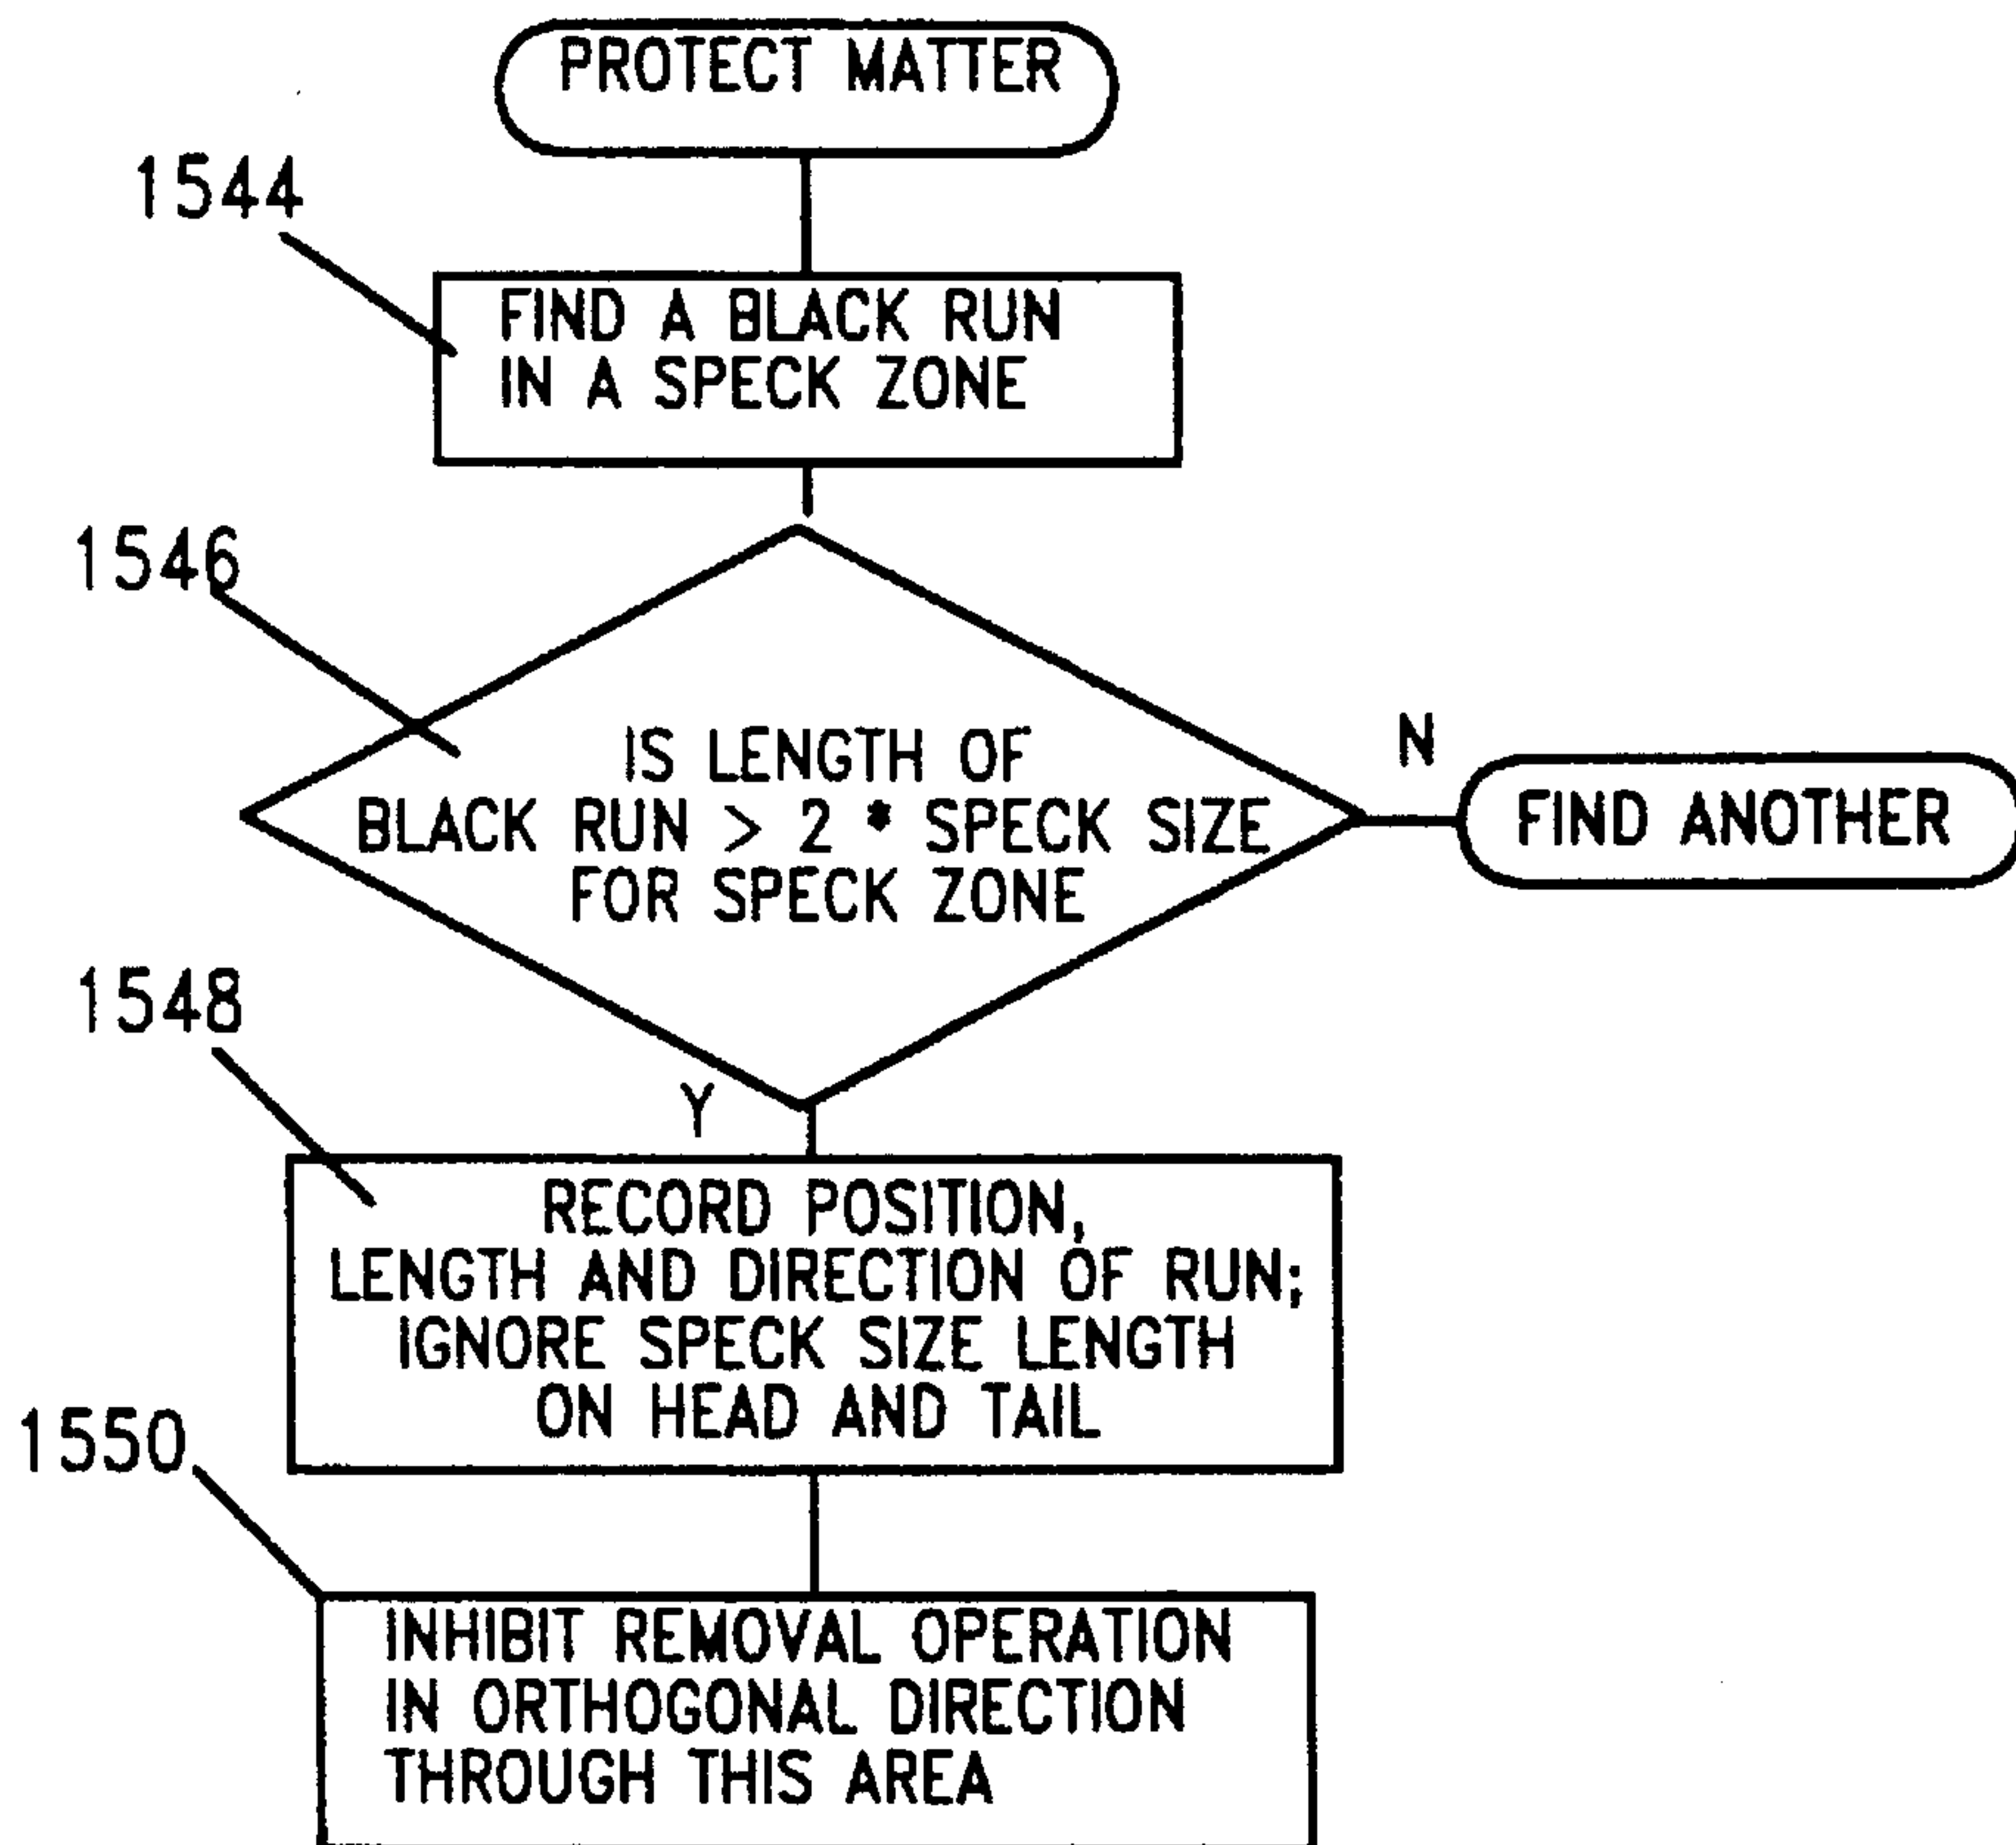 PROTECT MATTER
1544
FIND A BLACK RUN
IN A SPECK ZONE
1546
IS LENGTH OF
BLACK RUN > 2 * SPECK SIZE
FOR SPECK ZONE
N
FIND ANOTHER
1548
Y
RECORD POSITION,
LENGTH AND DIRECTION OF RUN;
IGNORE SPECK SIZE LENGTH
ON HEAD AND TAIL
1550
INHIBIT REMOVAL OPERATION
IN ORTHOGONAL DIRECTION
THROUGH THIS AREA